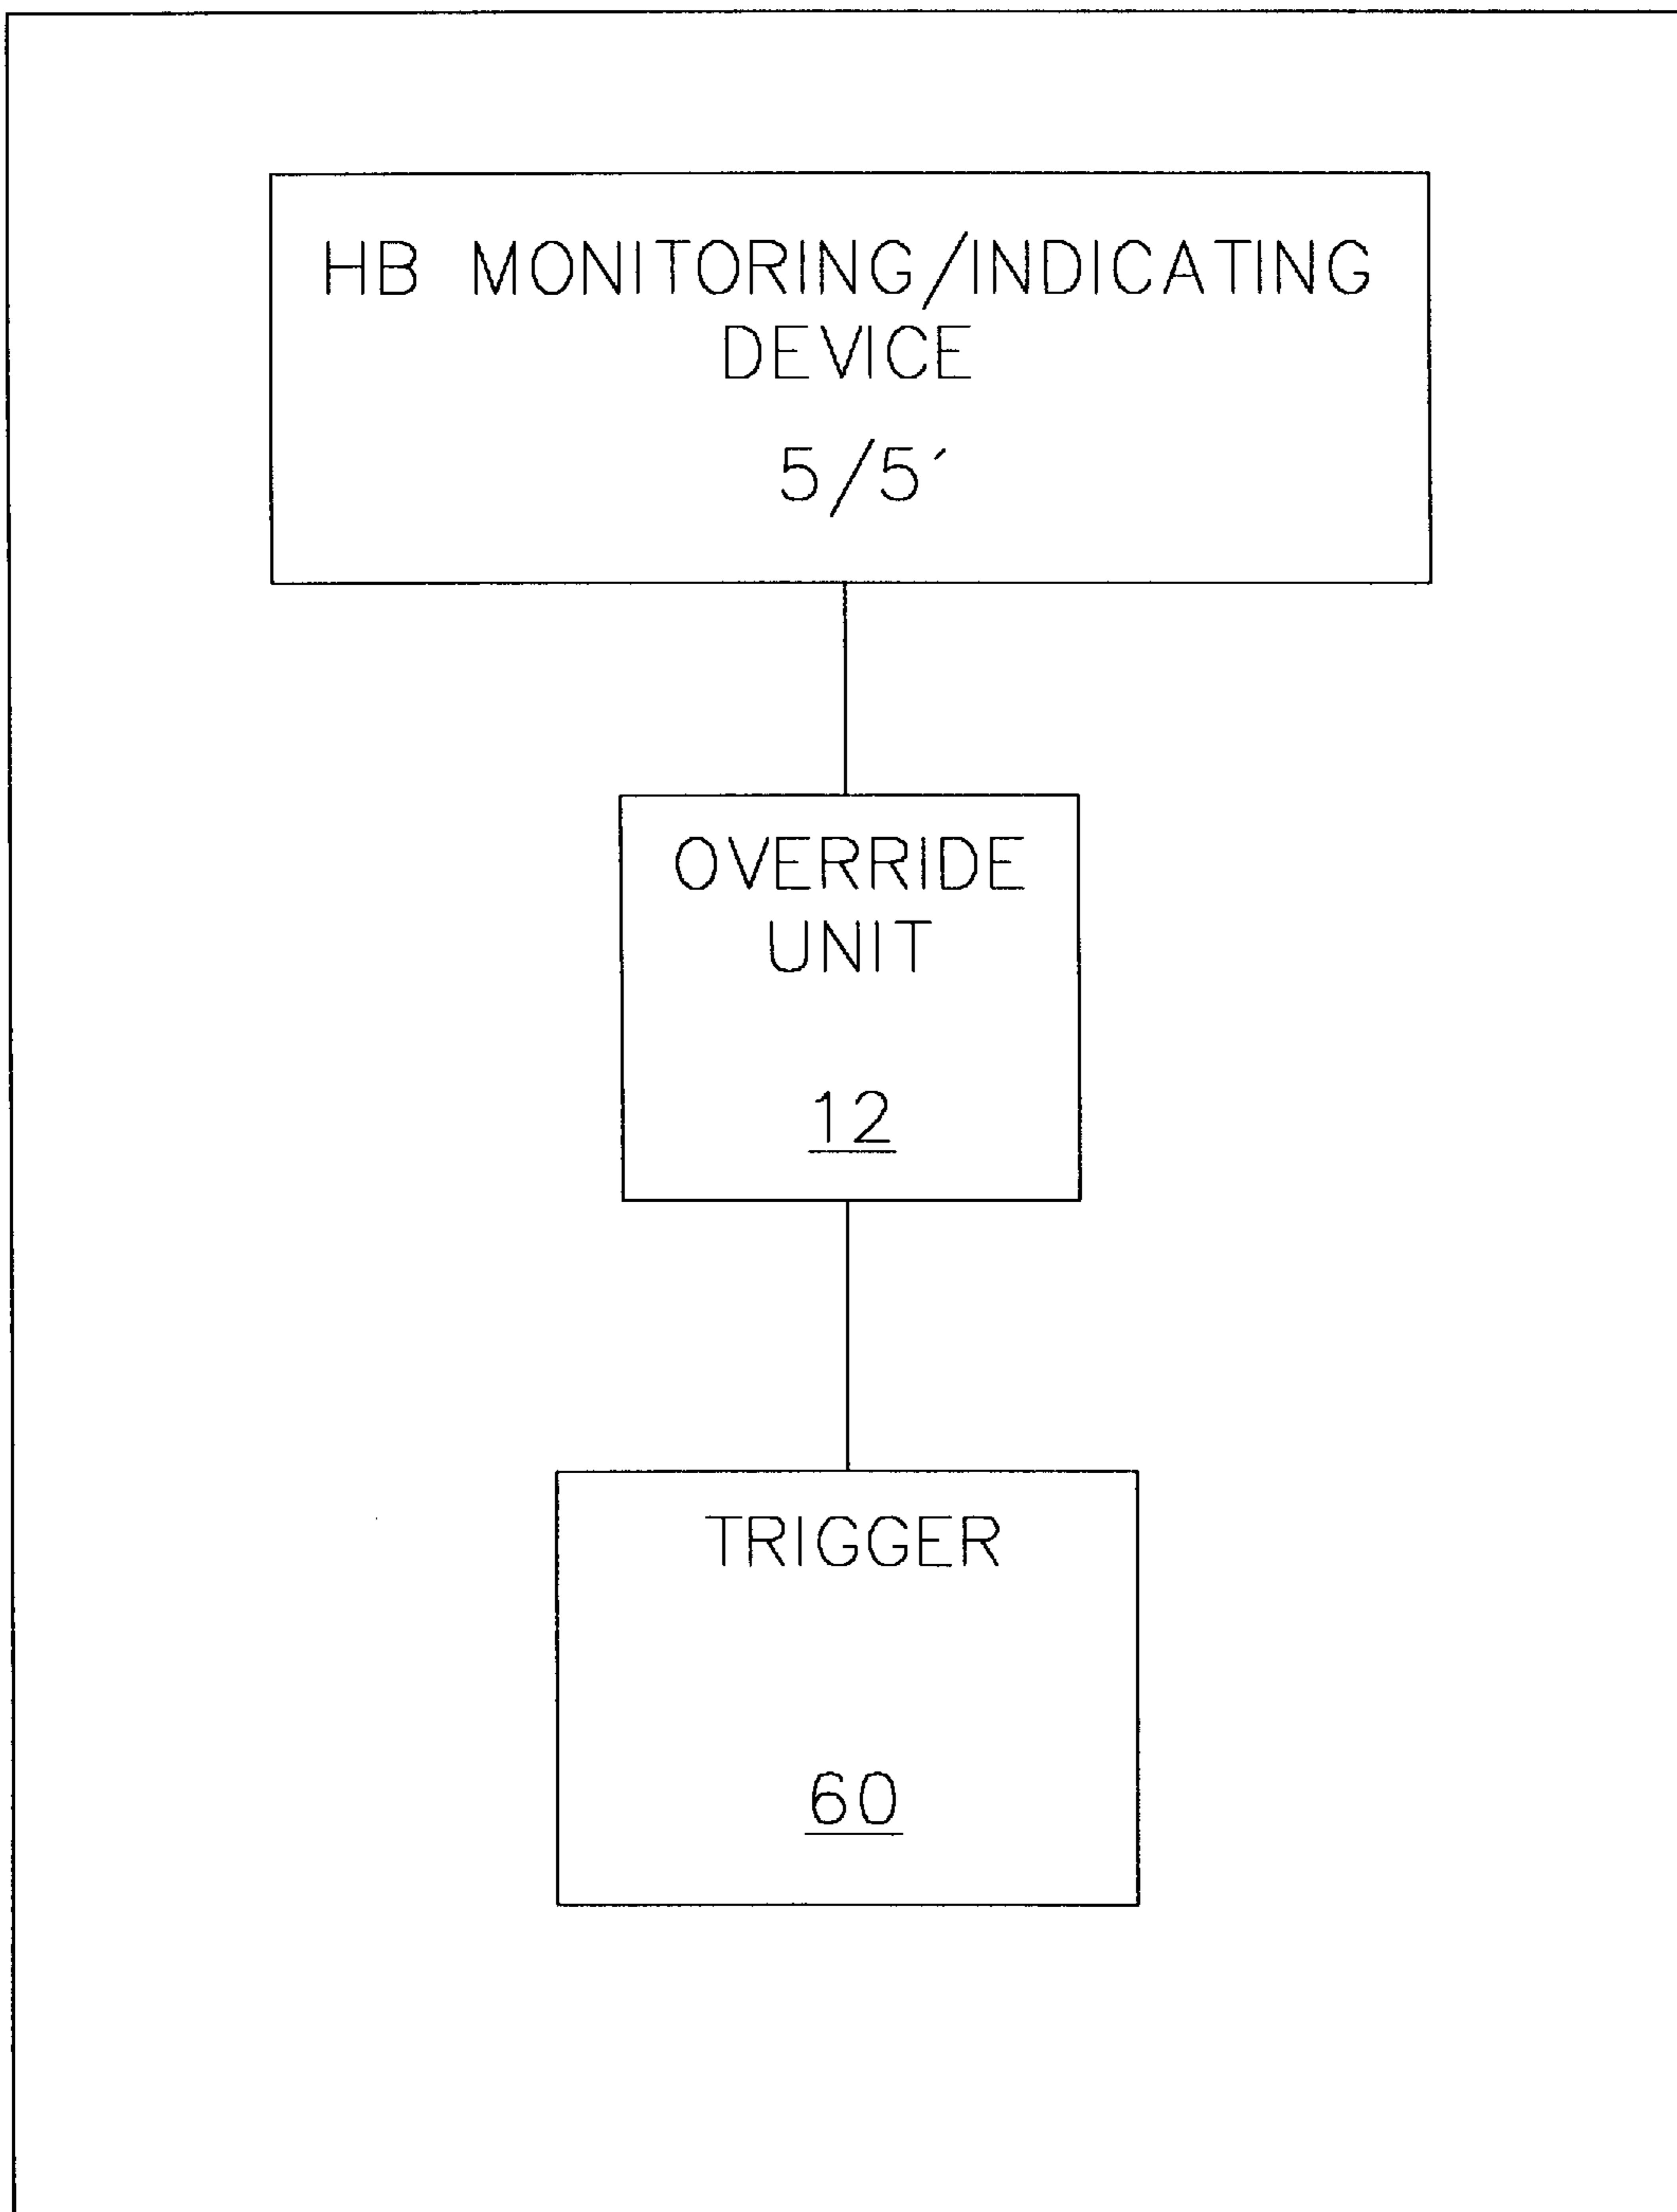 HB MONITORING/INDICATING
DEVICE
5/5´
OVERRIDE
UNIT
12
TRIGGER
60